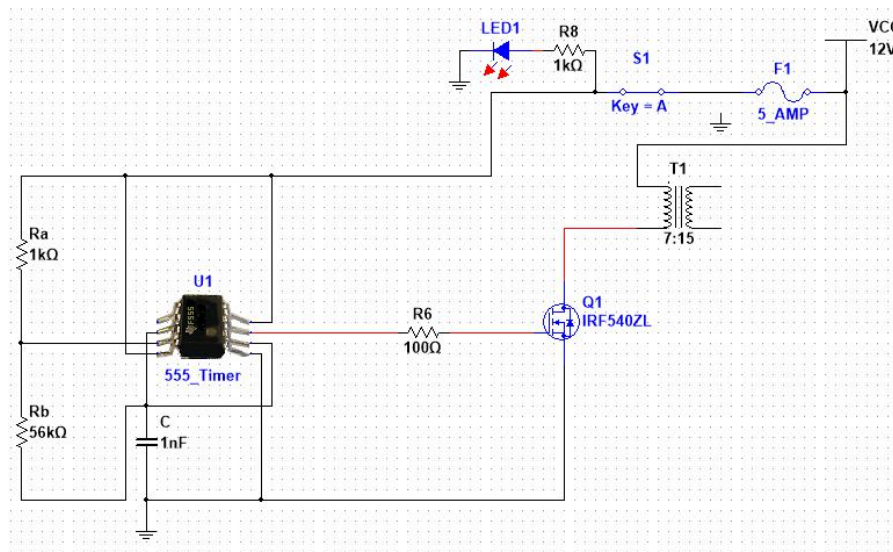 LED1
R8
1kΩ
S1
Key = A
F1
5_AMP
12V
T1
7:15
Ra
1kΩ
U1
555_Timer
R6
100Ω
Q1
IRF540ZL
Rb
56kΩ
C
1nF